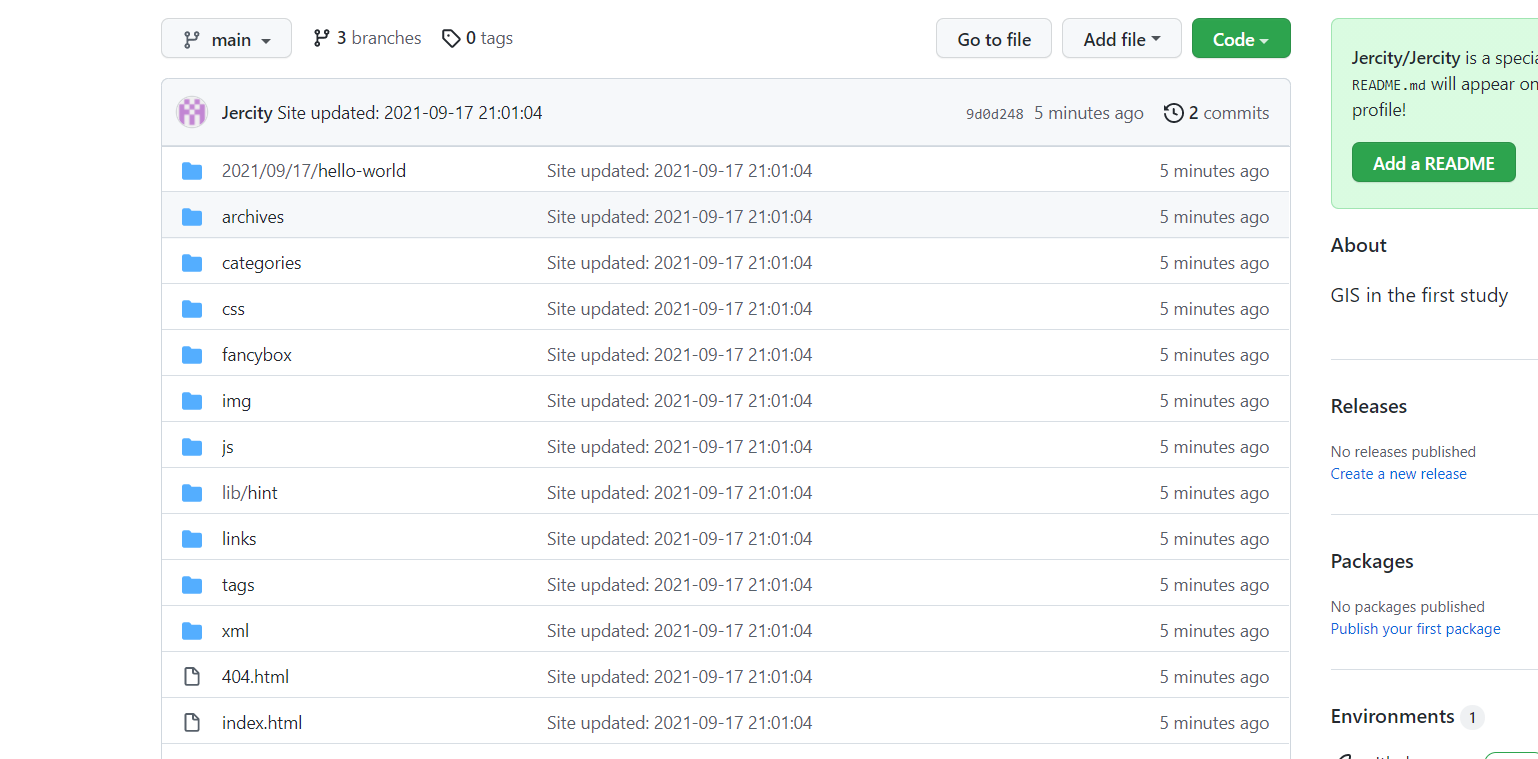 main 3 branches 0 tags Go to file Add file Code
Jercity Site updated: 2021-09-17 21:01:04 9d0d248 5 minutes ago 2 commits
2021/09/17/hello-world Site updated: 2021-09-17 21:01:04 5 minutes ago
archives Site updated: 2021-09-17 21:01:04 5 minutes ago
categories Site updated: 2021-09-17 21:01:04 5 minutes ago
css Site updated: 2021-09-17 21:01:04 5 minutes ago
fancybox Site updated: 2021-09-17 21:01:04 5 minutes ago
img Site updated: 2021-09-17 21:01:04 5 minutes ago
js Site updated: 2021-09-17 21:01:04 5 minutes ago
lib/hint Site updated: 2021-09-17 21:01:04 5 minutes ago
links Site updated: 2021-09-17 21:01:04 5 minutes ago
tags Site updated: 2021-09-17 21:01:04 5 minutes ago
xml Site updated: 2021-09-17 21:01:04 5 minutes ago
404.html Site updated: 2021-09-17 21:01:04 5 minutes ago
index.html Site updated: 2021-09-17 21:01:04 5 minutes ago
Jercity/Jercity is a
README.md will appear
profile!
Add a README
About
GIS in the first study
Releases
No releases published
Create a new release
Packages
No packages published
Publish your first package
Environments 1